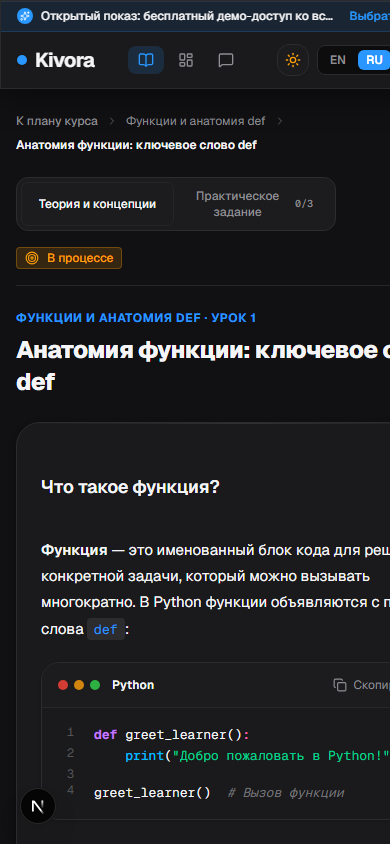 Открытый показ: бесплатный демо-доступ ко вс... Выбрат
Kivora EN RU
К плану курса > Функции и анатомия def >
Анатомия функции: ключевое слово def
Теория и концепции
Практическое задание 0/3
В процессе
ФУНКЦИИ И АНАТОМИЯ DEF · УРОК 1
Анатомия функции: ключевое с
def
Что такое функция?
Функция — это именованный блок кода для реш
конкретной задачи, который можно вызывать
многократно. В Python функции объявляются с п
слова def :
Python Скопи
1 def greet_learner():
2     print("Добро пожаловать в Python!"
3
4 greet_learner()  # Вызов функции
N